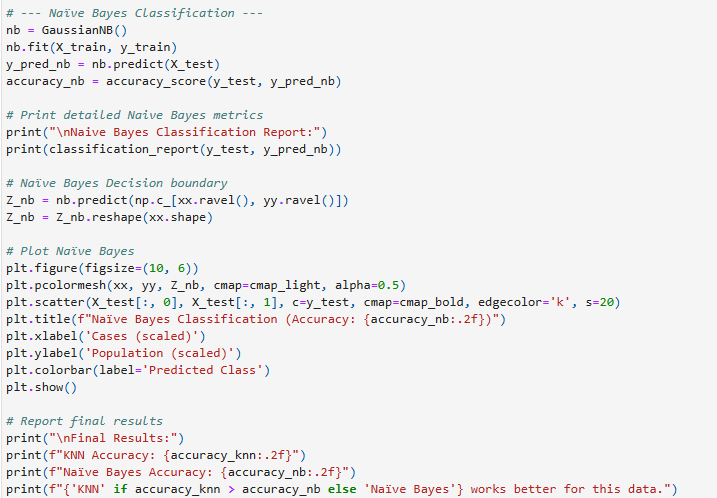 # --- Naïve Bayes Classification ---
nb = GaussianNB()
nb.fit(X_train, y_train)
y_pred_nb = nb.predict(X_test)
accuracy_nb = accuracy_score(y_test, y_pred_nb)
# Print detailed Naive Bayes metrics
print("\nNaive Bayes Classification Report:")
print(classification_report(y_test, y_pred_nb))
# Naïve Bayes Decision boundary
Z_nb = nb.predict(np.c_[xx.ravel(), yy.ravel()])
Z_nb = Z_nb.reshape(xx.shape)
# Plot Naïve Bayes
plt.figure(figsize=(10, 6))
plt.pcolormesh(xx, yy, Z_nb, cmap=cmap_light, alpha=0.5)
plt.scatter(X_test[:, 0], X_test[:, 1], c=y_test, cmap=cmap_bold, edgecolor='k', s=20)
plt.title(f"Naïve Bayes Classification (Accuracy: {accuracy_nb:.2f})")
plt.xlabel('Cases (scaled)')
plt.ylabel('Population (scaled)')
plt.colorbar(label='Predicted Class')
plt.show()
# Report final results
print("\nFinal Results:")
print(f"KNN Accuracy: {accuracy_knn:.2f}")
print(f"Naïve Bayes Accuracy: {accuracy_nb:.2f}")
print(f"{'KNN' if accuracy_knn > accuracy_nb else 'Naïve Bayes'} works better for this data.")